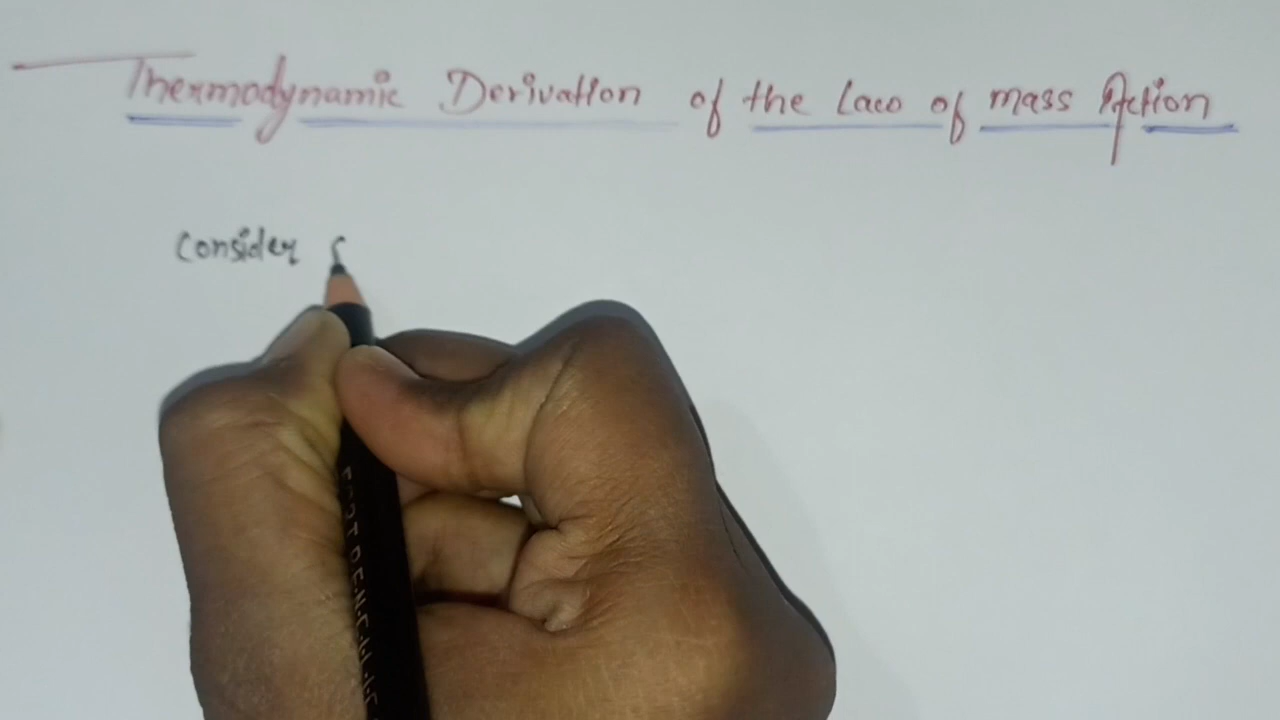 Thermodynamic Derivation of the Law of mass Action
Consider